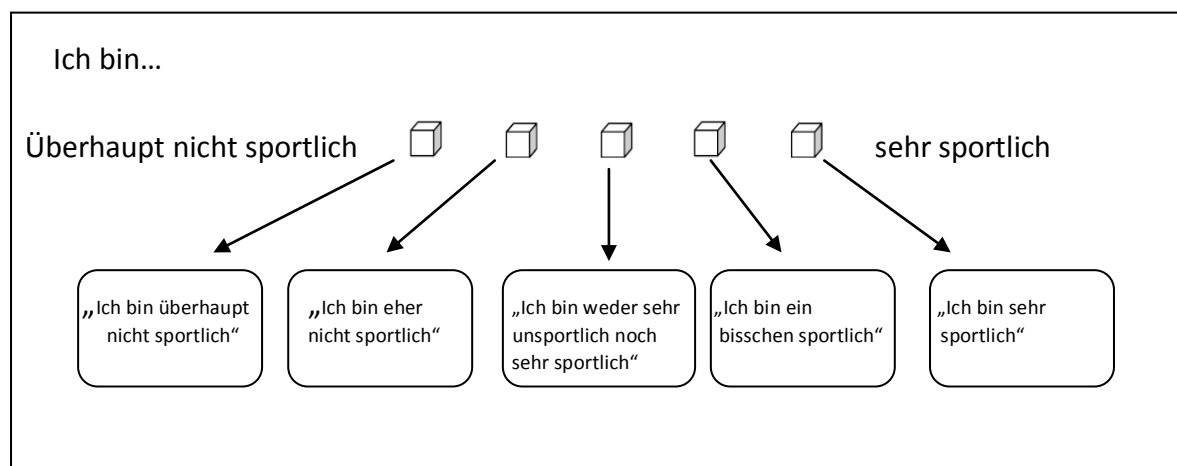 Ich bin…
Überhaupt nicht sportlich
sehr sportlich
„Ich bin überhaupt
nicht sportlich“
„Ich bin eher
nicht sportlich“
„Ich bin weder sehr
unsportlich noch
sehr sportlich“
„Ich bin ein
bisschen sportlich“
„Ich bin sehr
sportlich“